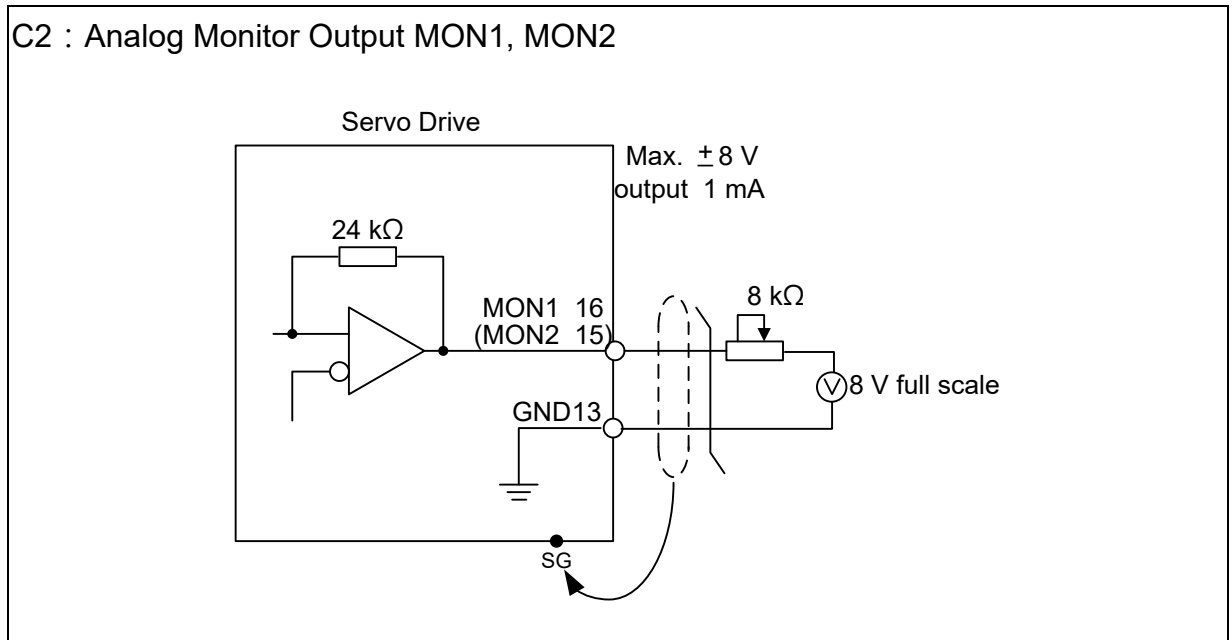 C2：Analog Monitor Output MON1, MON2
Servo Drive
Max. ±8 V
output 1 mA
24 kΩ
MON1 16
(MON2 15)
8 kΩ
V
8 V full scale
GND13
SG